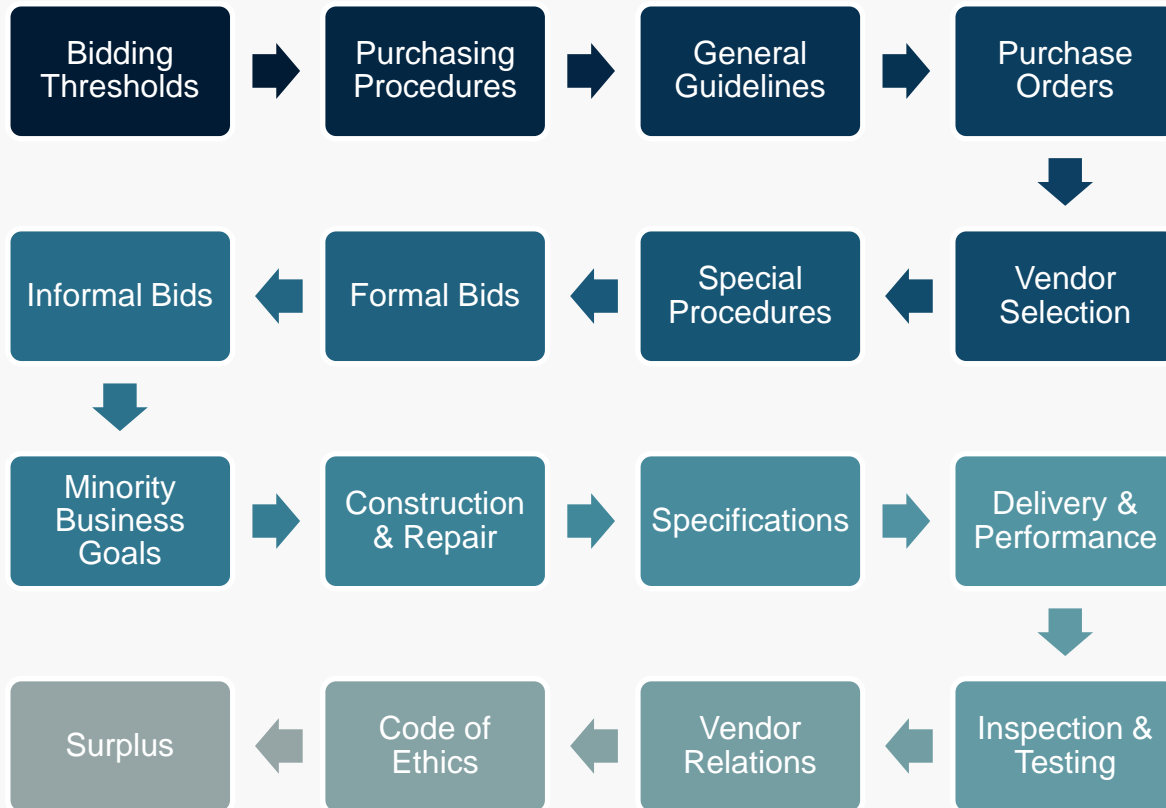 Bidding
Thresholds
Purchasing
Procedures
General
Guidelines
Purchase
Orders
Vendor
Selection
Special
Procedures
Formal Bids
Informal Bids
Minority
Business
Goals
Construction
& Repair
Specifications
Delivery &
Performance
Inspection &
Testing
Vendor
Relations
Code of
Ethics
Surplus